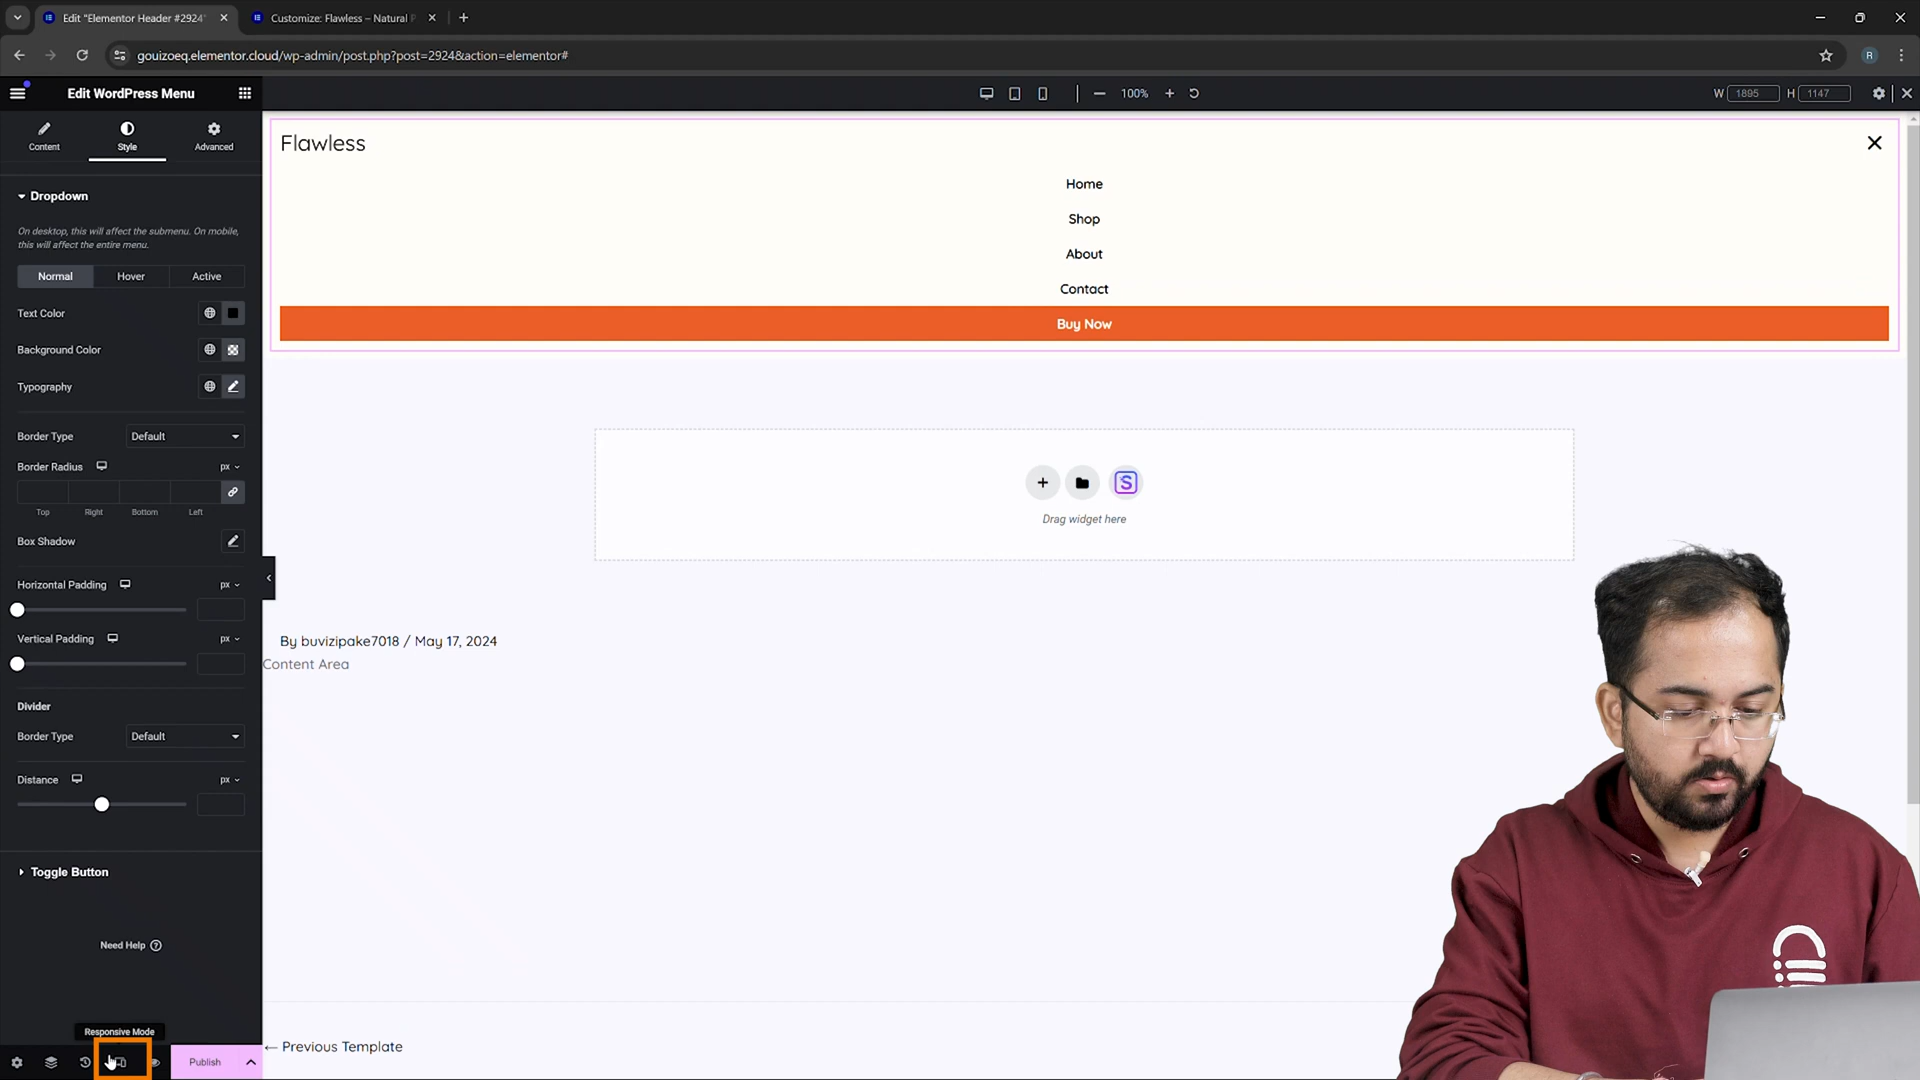 Edit "Elementor Header #2924"
Customize: Flawless – Natural P
gouizoeq.elementor.cloud/wp-admin/post.php?post=2924&action=elementor#
R
Edit WordPress Menu
100%
W 1895 H 1147
Content
Style
Advanced
Dropdown
On desktop, this will affect the submenu. On mobile,
this will affect the entire menu.
Normal
Hover
Active
Text Color
Background Color
Typography
Border Type
Default
Border Radius
px
Top
Right
Bottom
Left
Box Shadow
Horizontal Padding
px
Vertical Padding
px
Divider
Border Type
Default
Distance
px
Toggle Button
Need Help
Responsive Mode
Publish
Flawless
Home
Shop
About
Contact
Buy Now
S
Drag widget here
By buvizipake7018 / May 17, 2024
Content Area
← Previous Template